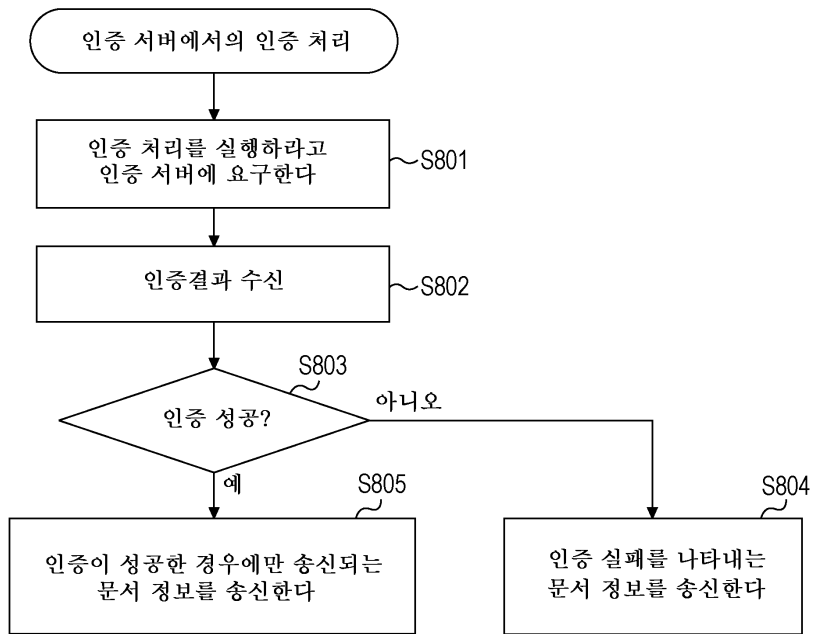 인증 서버에서의 인증 처리
인증 처리를 실행하라고
인증 서버에 요구한다
S801
인증결과 수신
S802
S803
인증 성공?
아니오
예
S805
인증이 성공한 경우에만 송신되는
문서 정보를 송신한다
S804
인증 실패를 나타내는
문서 정보를 송신한다